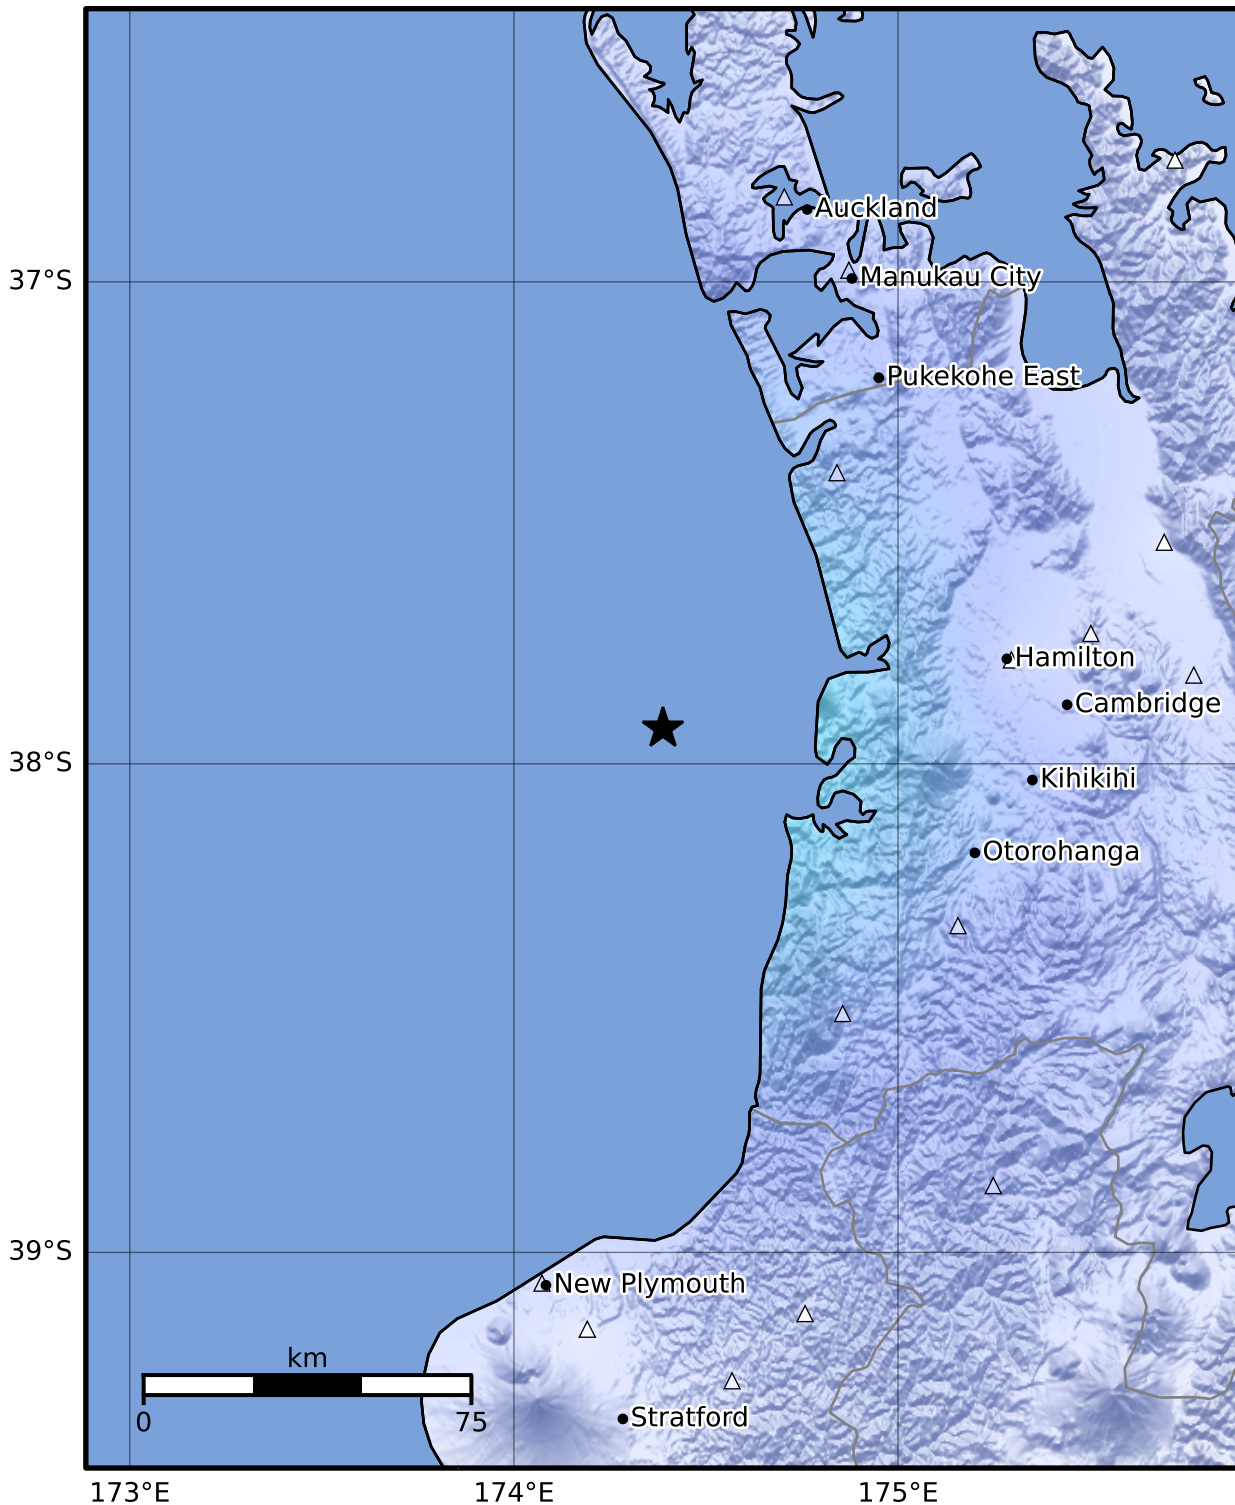 Auckland
37°S
Manukau City
Pukekohe East
Hamilton
Cambridge
38°S
Kihikihi
Otorohanga
39°S
New Plymouth
km
0
75
Stratford
173°E
174°E
175°E